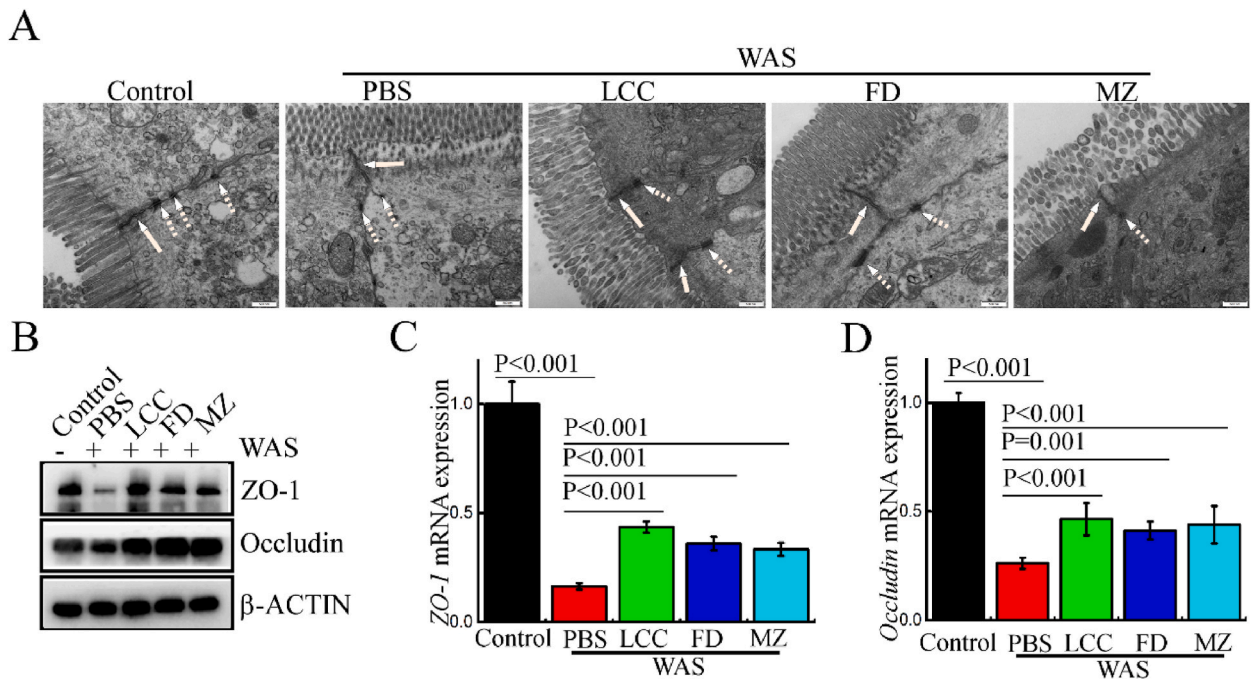 A
WAS
Control PBS LCC FD MZ
B
Control PBS LCC FD MZ
- + + + + WAS
ZO-1
Occludin
β-ACTIN
C
ZO-1 mRNA expression
1.0
0.5
0.0
P<0.001
P<0.001
P<0.001
P<0.001
Control PBS LCC FD MZ
WAS
D
Occludin mRNA expression
1.0
0.5
0.0
P<0.001
P<0.001
P=0.001
P<0.001
Control PBS LCC FD MZ
WAS